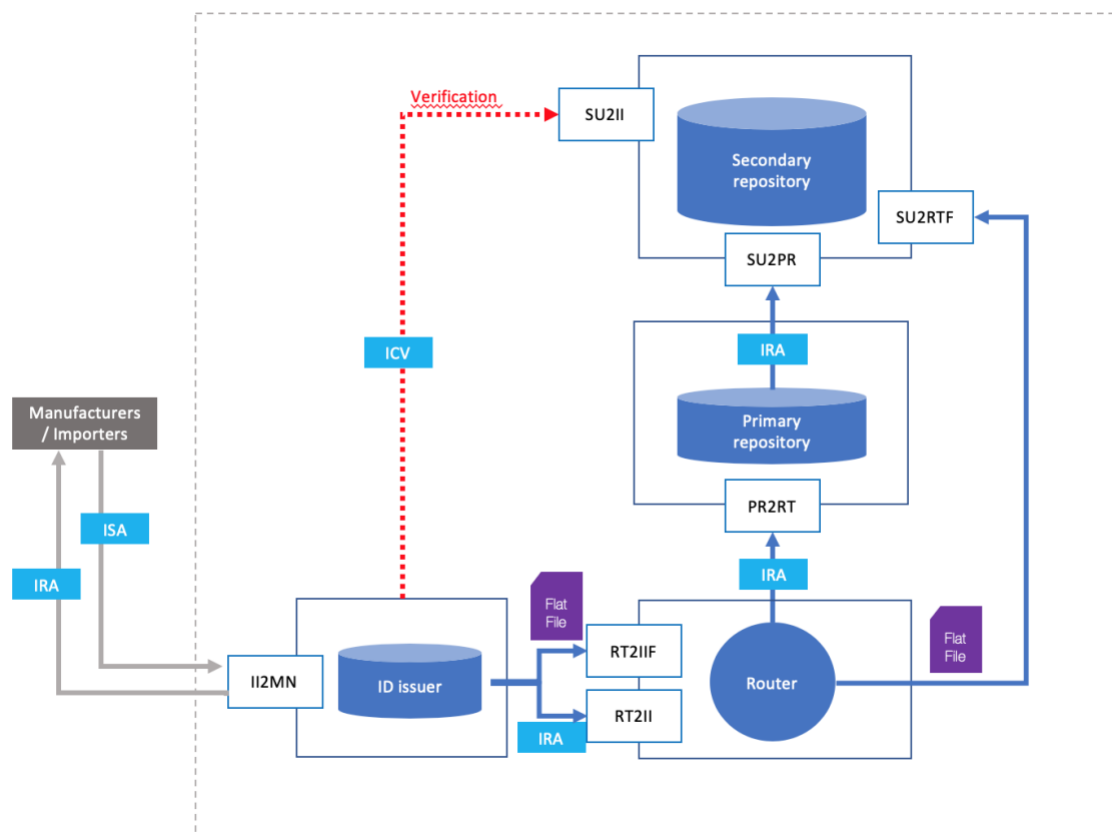 Verification
SU2II
Secondary
repository
SU2RTF
SU2PR
ICV
IRA
Manufacturers
/ Importers
Primary
repository
PR2RT
ISA
IRA
IRA
Flat
File
Flat
File
RT2IIF
II2MN
ID issuer
Router
RT2II
IRA